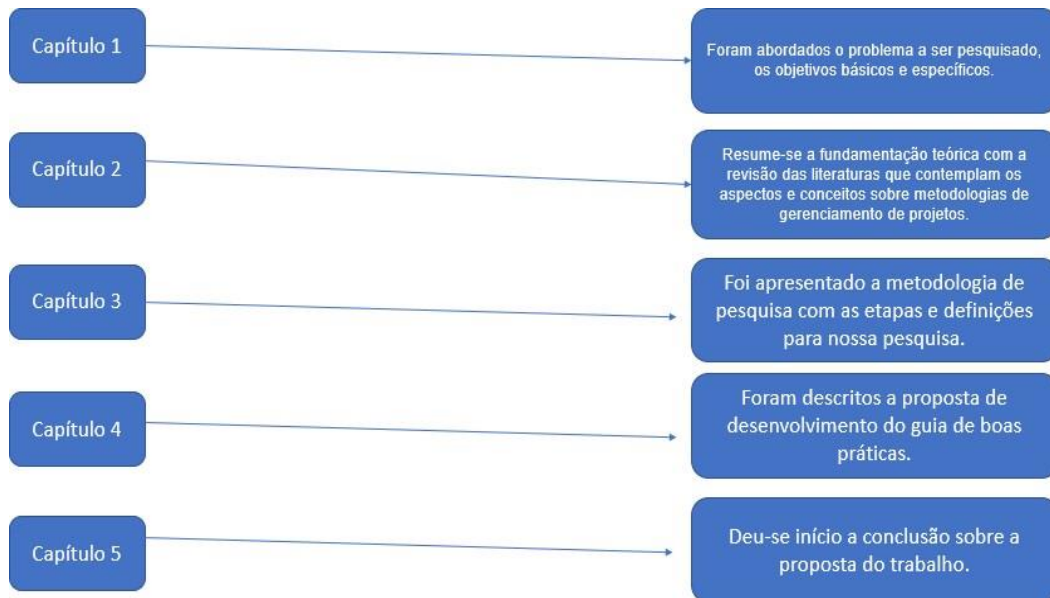 Capítulo 1
Foram abordados o problema a ser pesquisado,
os objetivos básicos e específicos.
Capítulo 2
Resume-se a fundamentação teórica com a
revisão das literaturas que contemplam os
aspectos e conceitos sobre metodologias de
gerenciamento de projetos.
Capítulo 3
Foi apresentado a metodologia de
pesquisa com as etapas e definições
para nossa pesquisa.
Capítulo 4
Foram descritos a proposta de
desenvolvimento do guia de boas
práticas.
Capítulo 5
Deu-se início a conclusão sobre a
proposta do trabalho.